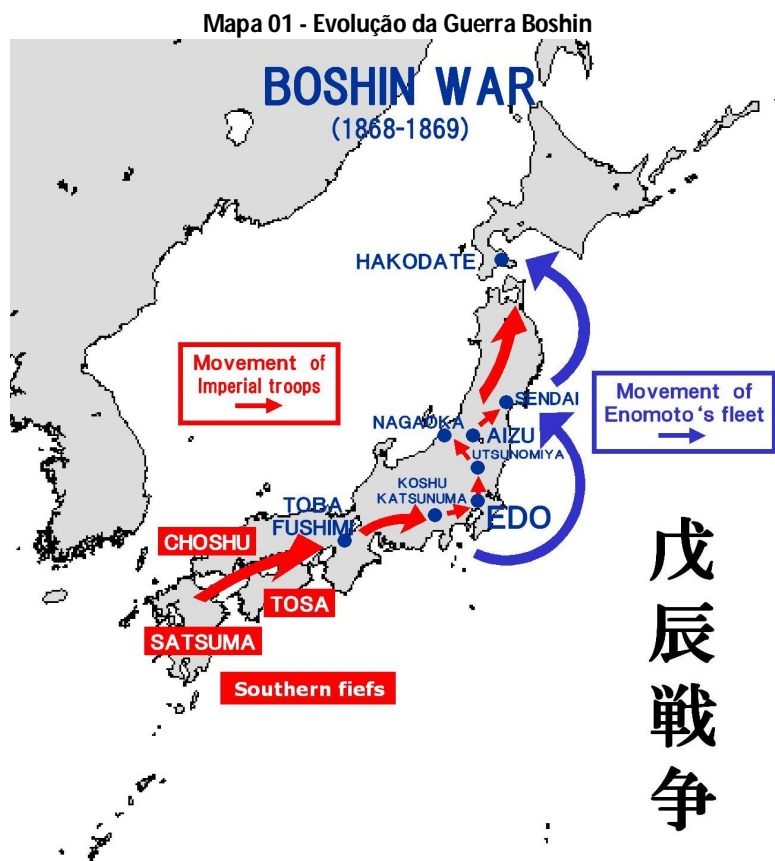 Mapa 01 - Evolução da Guerra Boshin
BOSHIN WAR
(1868-1869)
HAKODATE
Movement of
Imperial troops
SENDAI
Movement of
Enomoto‘s fleet
NAGAOKA
AIZU
UTSUNOMIYA
KOSHU
KATSUNUMA
TOBA
FUSHIMI
EDO
CHOSHU
TOSA
SATSUMA
Southern fiefs
戊辰戦争